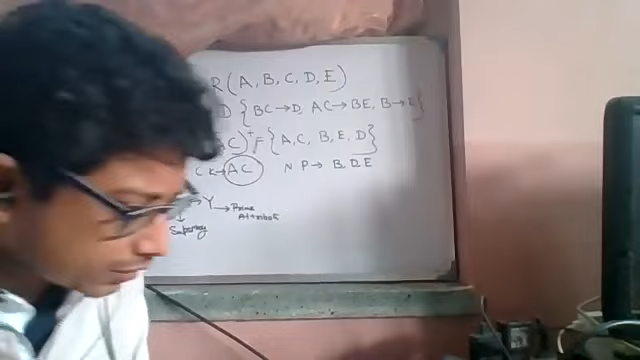 R(A, B, C, D, E)
D {BC→D, AC→BE, B→E}
C)⁺ = {A, C, B, E, D}
CK→AC NP→ B D E
→Y→Prime
Attribute
Superkey